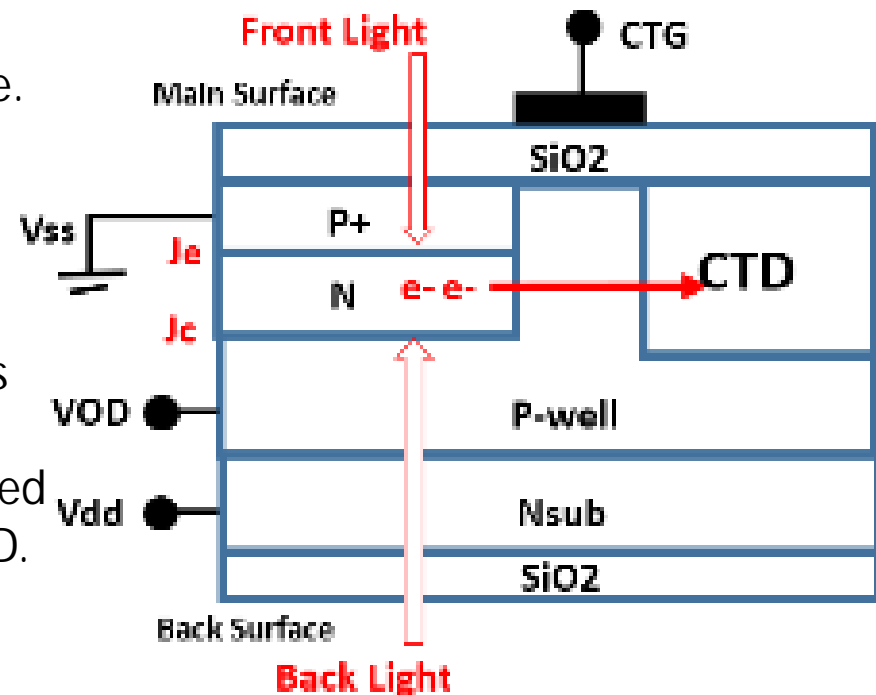 Front Light
CTG
e.
Main Surface
SiO2
Vss
P+
Je
CTD
N e- e-
Jc
s
VOD
P-well
ed
Vdd
Nsub
D.
SiO2
Back Surface
Back Light